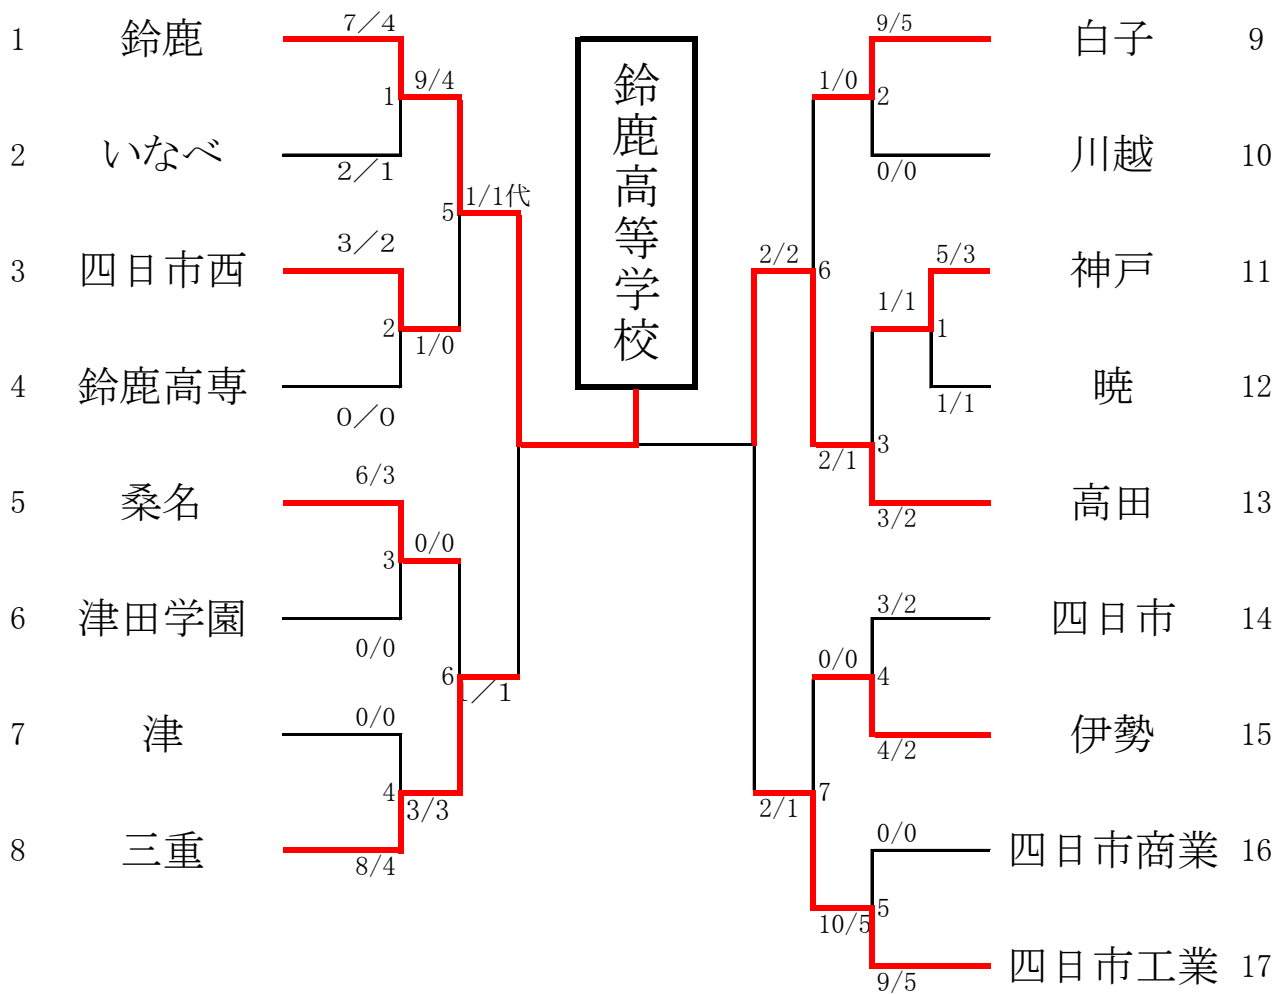 1 鈴鹿 7／4
2 いなべ 2／1
1 9/4
3 四日市西 3／2
4 鈴鹿高専 0／0
2 1/0
5 1/1代
5 桑名 6/3
6 津田学園 0/0
3 0/0
7 津 0/0
8 三重 8/4
4 3/3
6 1／1
鈴鹿高等学校
9/5 白子 9
0/0 川越 10
1/0 2
5/3 神戸 11
1/1 暁 12
1/1 1
3/2 高田 13
2/1 3
2/2 6
3/2 四日市 14
4/2 伊勢 15
0/0 4
0/0 四日市商業 16
9/5 四日市工業 17
10/5 5
2/1 7